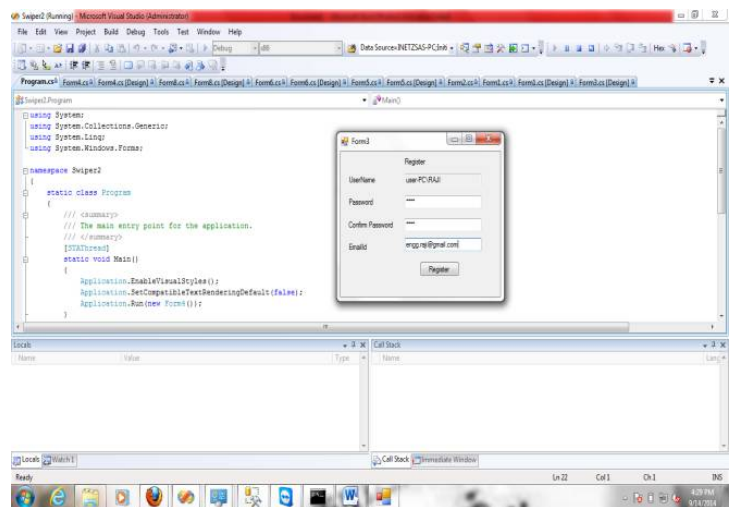 Swiper2 (Running) - Microsoft Visual Studio (Administrator)
File Edit View Project Build Debug Tools Test Window Help
Debug x86 Data Source=INETZSAS-PC;Initi Hex
Program.cs Form4.cs Form4.cs [Design] Form8.cs Form8.cs [Design] Form6.cs Form6.cs [Design] Form5.cs Form5.cs [Design] Form2.cs Form1.cs Form1.cs [Design] Form3.cs [Design]
Swiper2.Program Main()
using System;
using System.Collections.Generic;
using System.Linq;
using System.Windows.Forms;
namespace Swiper2
{
static class Program
{
/// <summary>
/// The main entry point for the application.
/// </summary>
[STAThread]
static void Main()
{
Application.EnableVisualStyles();
Application.SetCompatibleTextRenderingDefault(false);
Application.Run(new Form8());
}
Form3
Register
UserName user-PC\RAJI
Password ****
Confirm Password ****
EmailId engg.raji@gmail.com
Register
Locals Call Stack
Name Value Type Name Lang
Locals Watch 1 Call Stack Immediate Window
Ready Ln 22 Col 1 Ch 1 INS
4:29 PM
9/14/2014